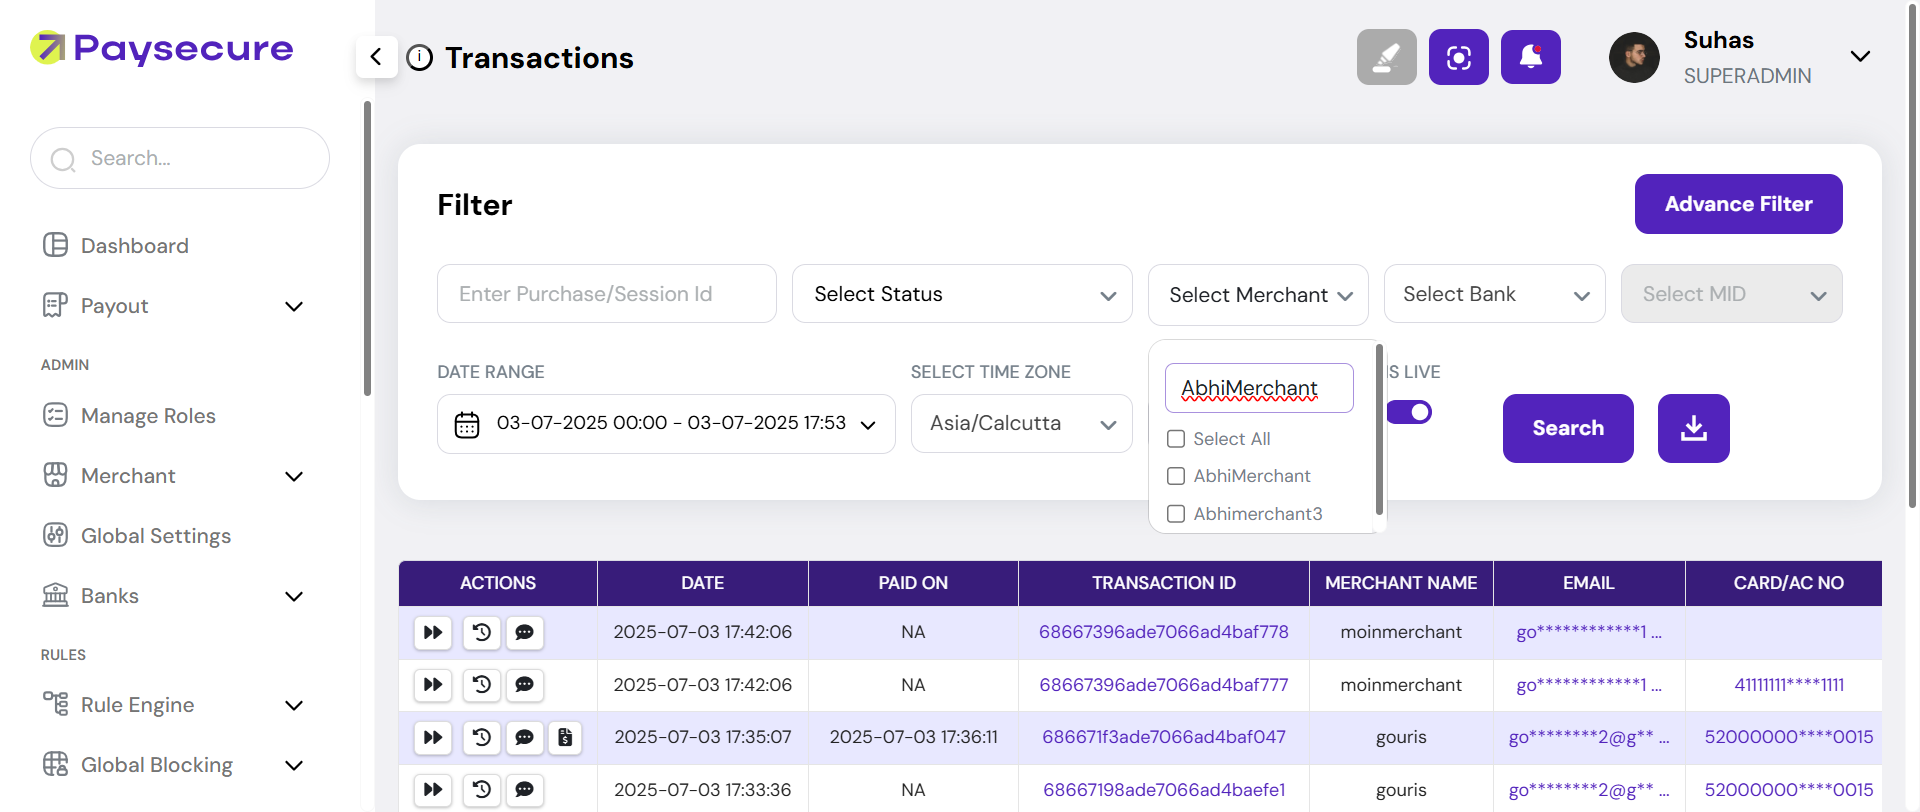 Paysecure
Transactions
Suhas
SUPERADMIN
Search...
Dashboard
Payout
ADMIN
Manage Roles
Merchant
Global Settings
Banks
RULES
Rule Engine
Global Blocking
Filter
Advance Filter
Enter Purchase/Session Id
Select Status
Select Merchant
Select Bank
Select MID
DATE RANGE
SELECT TIME ZONE
S LIVE
03-07-2025 00:00 - 03-07-2025 17:53
Asia/Calcutta
AbhiMerchant
Select All
AbhiMerchant
Abhimerchant3
Search
ACTIONS DATE PAID ON TRANSACTION ID MERCHANT NAME EMAIL CARD/AC NO
2025-07-03 17:42:06 NA 68667396ade7066ad4baf778 moinmerchant go************1 ...
2025-07-03 17:42:06 NA 68667396ade7066ad4baf777 moinmerchant go************1 ... 41111111****1111
2025-07-03 17:35:07 2025-07-03 17:36:11 686671f3ade7066ad4baf047 gouris go********2@g** ... 52000000****0015
2025-07-03 17:33:36 NA 68667198ade7066ad4baefe1 gouris go********2@g** ... 52000000****0015